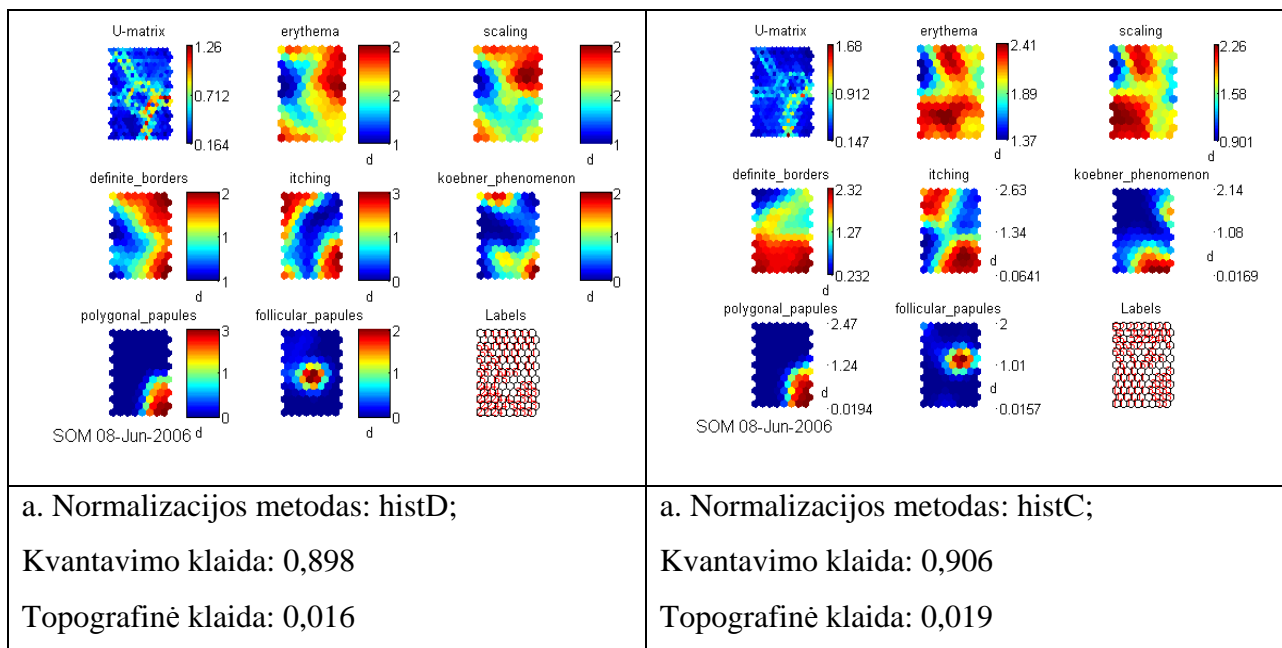 U-matrix erythema scaling
1.26 2 2
0.712 2 2
0.164 1 1
d d
definite_borders itching koebner_phenomenon
2 3 2
1 1 1
1 0 0
d d d
polygonal_papules follicular_papules Labels
3 2
2 1
0 0
d d
SOM 08-Jun-2006
U-matrix erythema scaling
1.68 2.41 2.26
0.912 1.89 1.58
0.147 1.37 0.901
d d
definite_borders itching koebner_phenomenon
2.32 2.63 2.14
1.27 1.34 1.08
0.232 0.0641 0.0169
d d d
polygonal_papules follicular_papules Labels
2.47 2
1.24 1.01
0.0194 0.0157
d d
SOM 08-Jun-2006
a. Normalizacijos metodas: histD;
Kvantavimo klaida: 0,898
Topografinė klaida: 0,016
a. Normalizacijos metodas: histC;
Kvantavimo klaida: 0,906
Topografinė klaida: 0,019